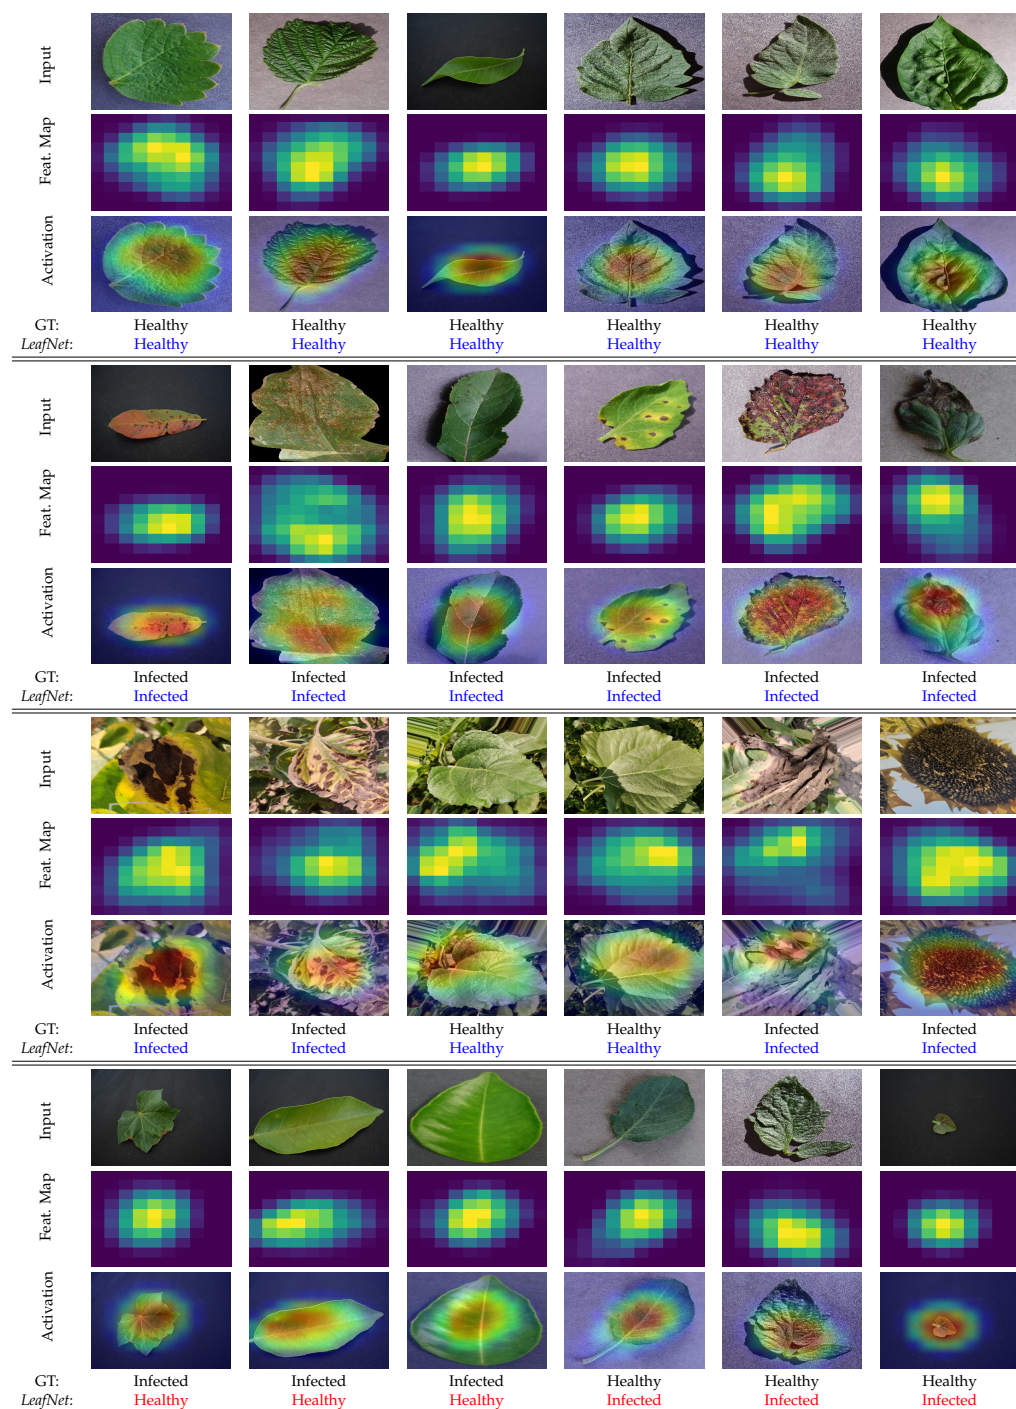 Input
Feat. Map
Activation
GT: Healthy Healthy Healthy Healthy Healthy Healthy
LeafNet: Healthy Healthy Healthy Healthy Healthy Healthy
Input
Feat. Map
Activation
GT: Infected Infected Infected Infected Infected Infected
LeafNet: Infected Infected Infected Infected Infected Infected
Input
Feat. Map
Activation
GT: Infected Infected Healthy Healthy Infected Infected
LeafNet: Infected Infected Healthy Healthy Infected Infected
Input
Feat. Map
Activation
GT: Infected Infected Infected Healthy Healthy Healthy
LeafNet: Healthy Healthy Healthy Infected Infected Infected